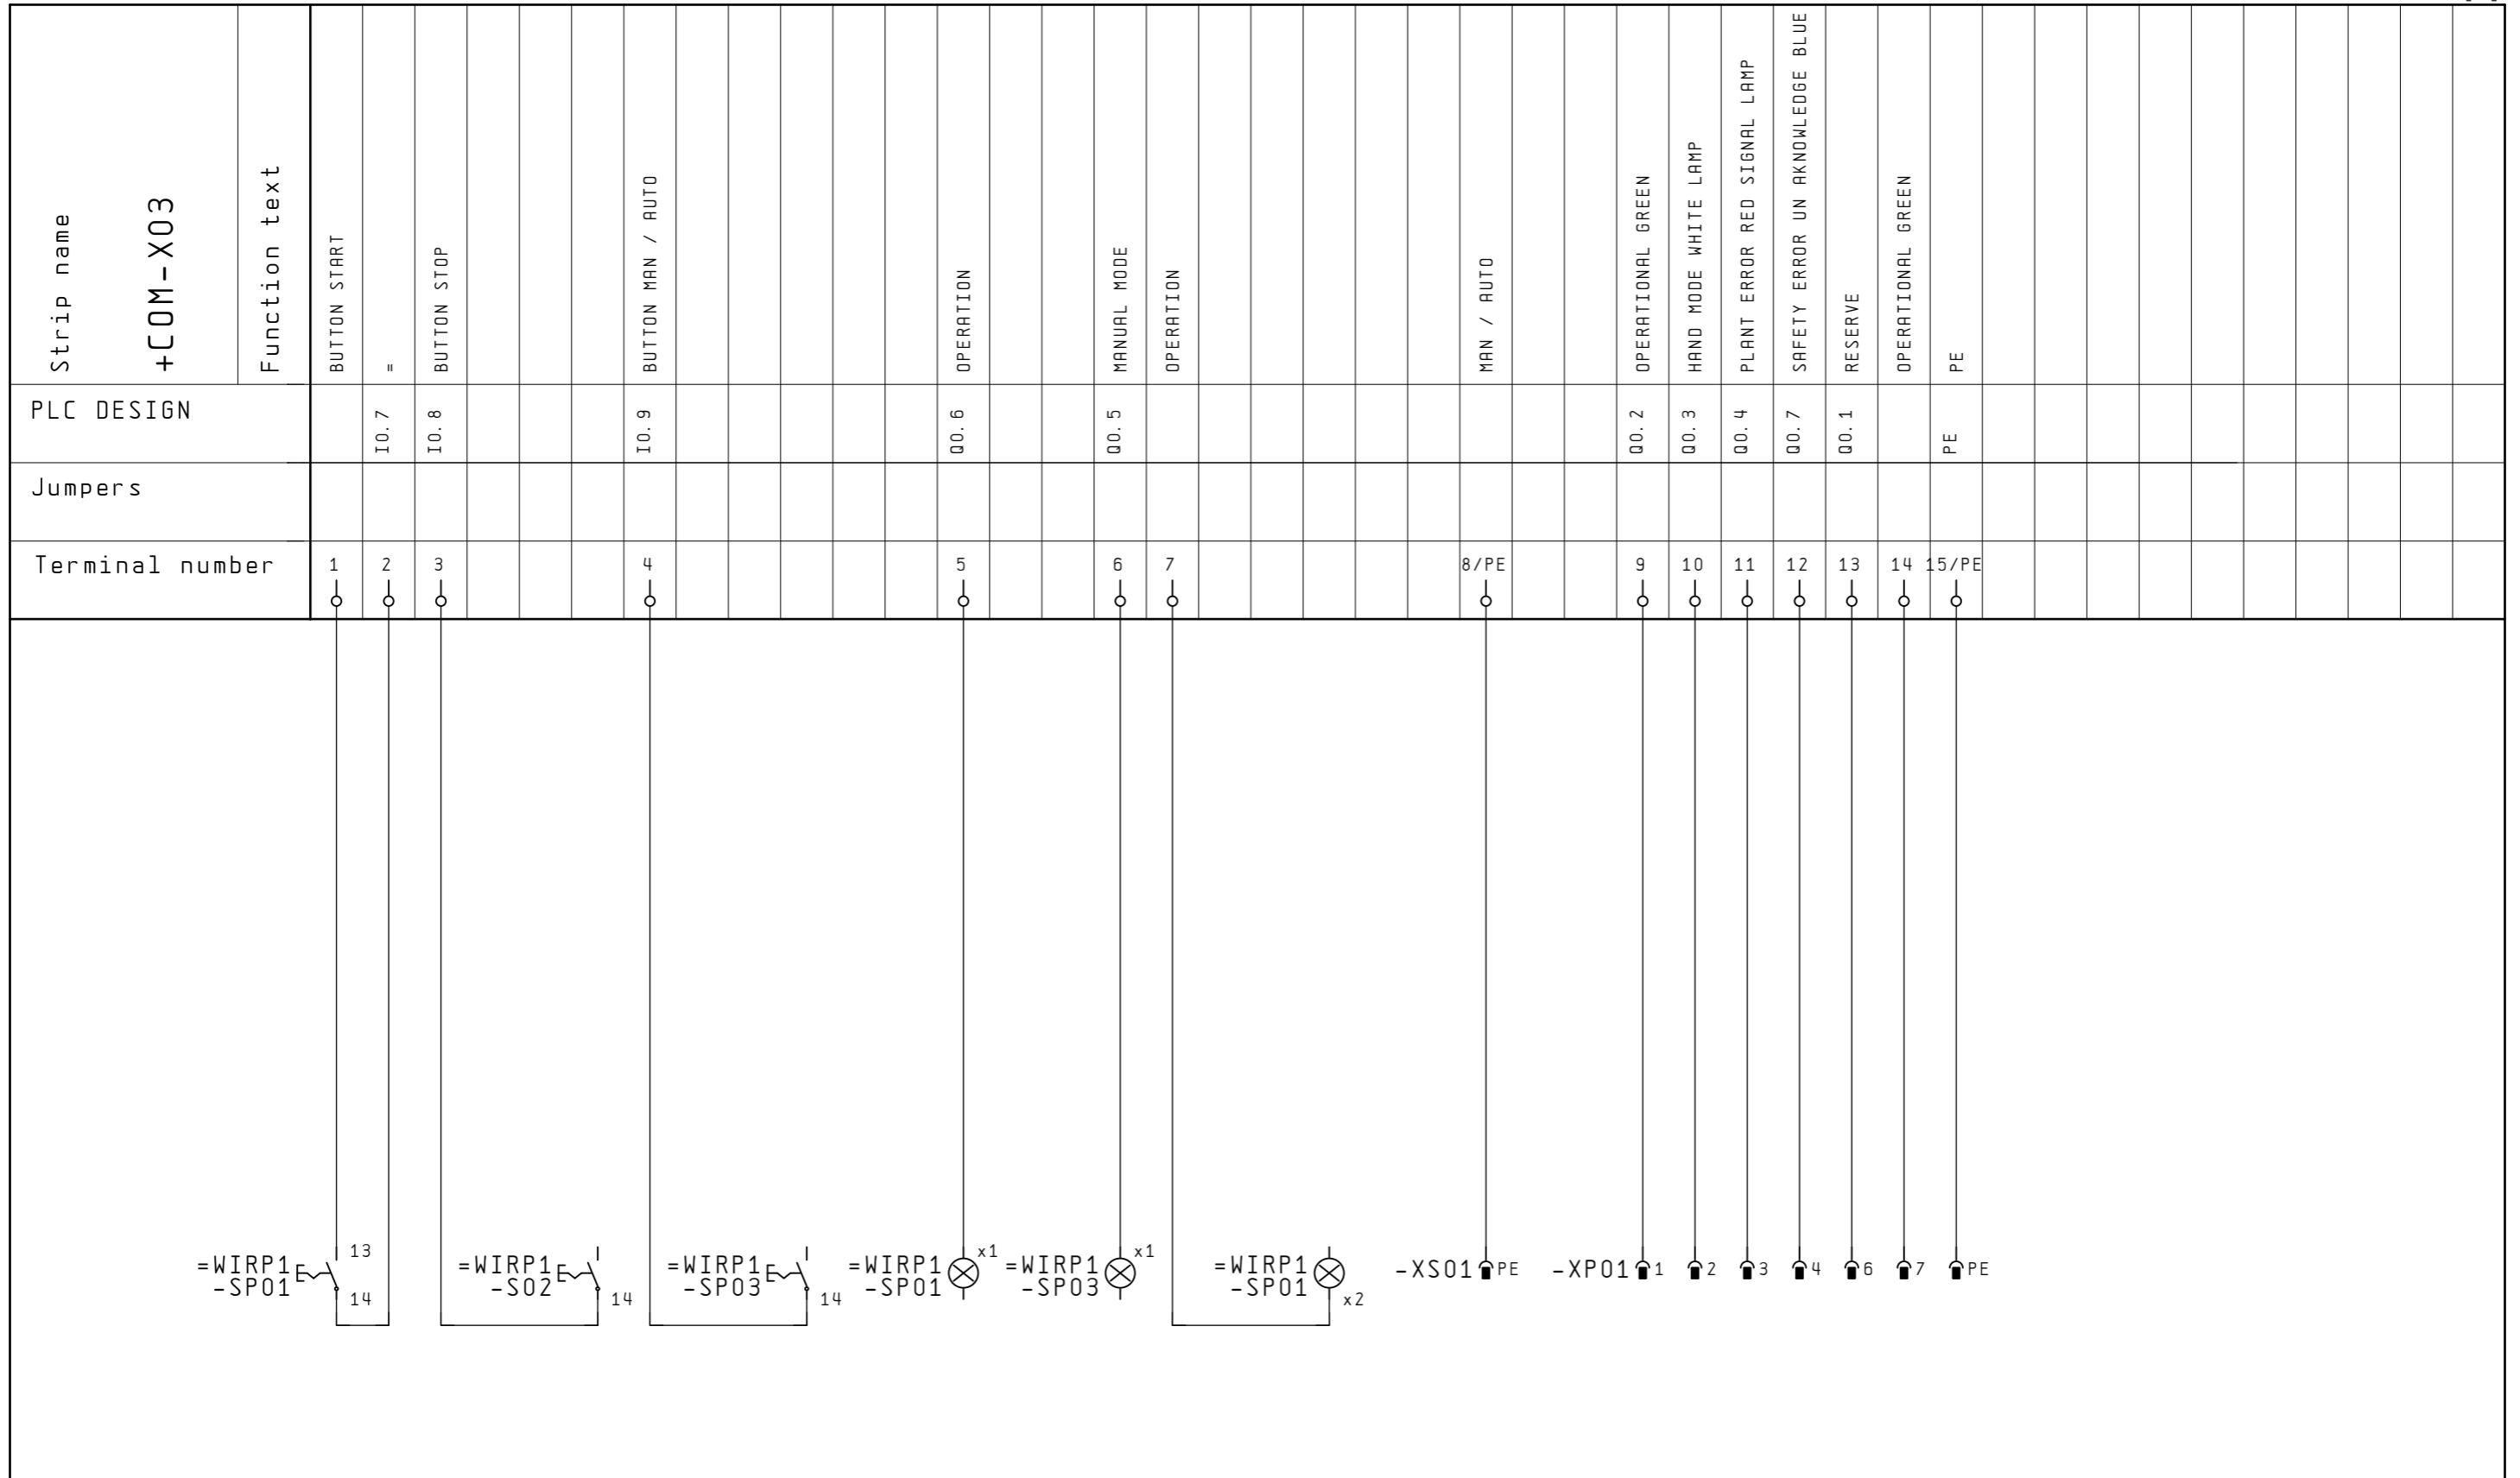 Strip name
+COM-X03
Function text
BUTTON START
=
BUTTON STOP
BUTTON MAN / AUTO
OPERATION
MANUAL MODE
OPERATION
MAN / AUTO
OPERATIONAL GREEN
HAND MODE WHITE LAMP
PLANT ERROR RED SIGNAL LAMP
SAFETY ERROR UN AKNOWLEDGE BLUE
RESERVE
OPERATIONAL GREEN
PE
PLC DESIGN
I0.7
I0.8
I0.9
Q0.6
Q0.5
Q0.2
Q0.3
Q0.4
Q0.7
Q0.1
PE
Jumpers
Terminal number
1
2
3
4
5
6
7
8/PE
9
10
11
12
13
14
15/PE
=WIRP1
-SP01
13
14
=WIRP1
-S02
14
=WIRP1
-SP03
14
=WIRP1
-SP01
x1
=WIRP1
-SP03
x1
=WIRP1
-SP01
x2
-XS01
PE
-XP01
1
2
3
4
6
7
PE